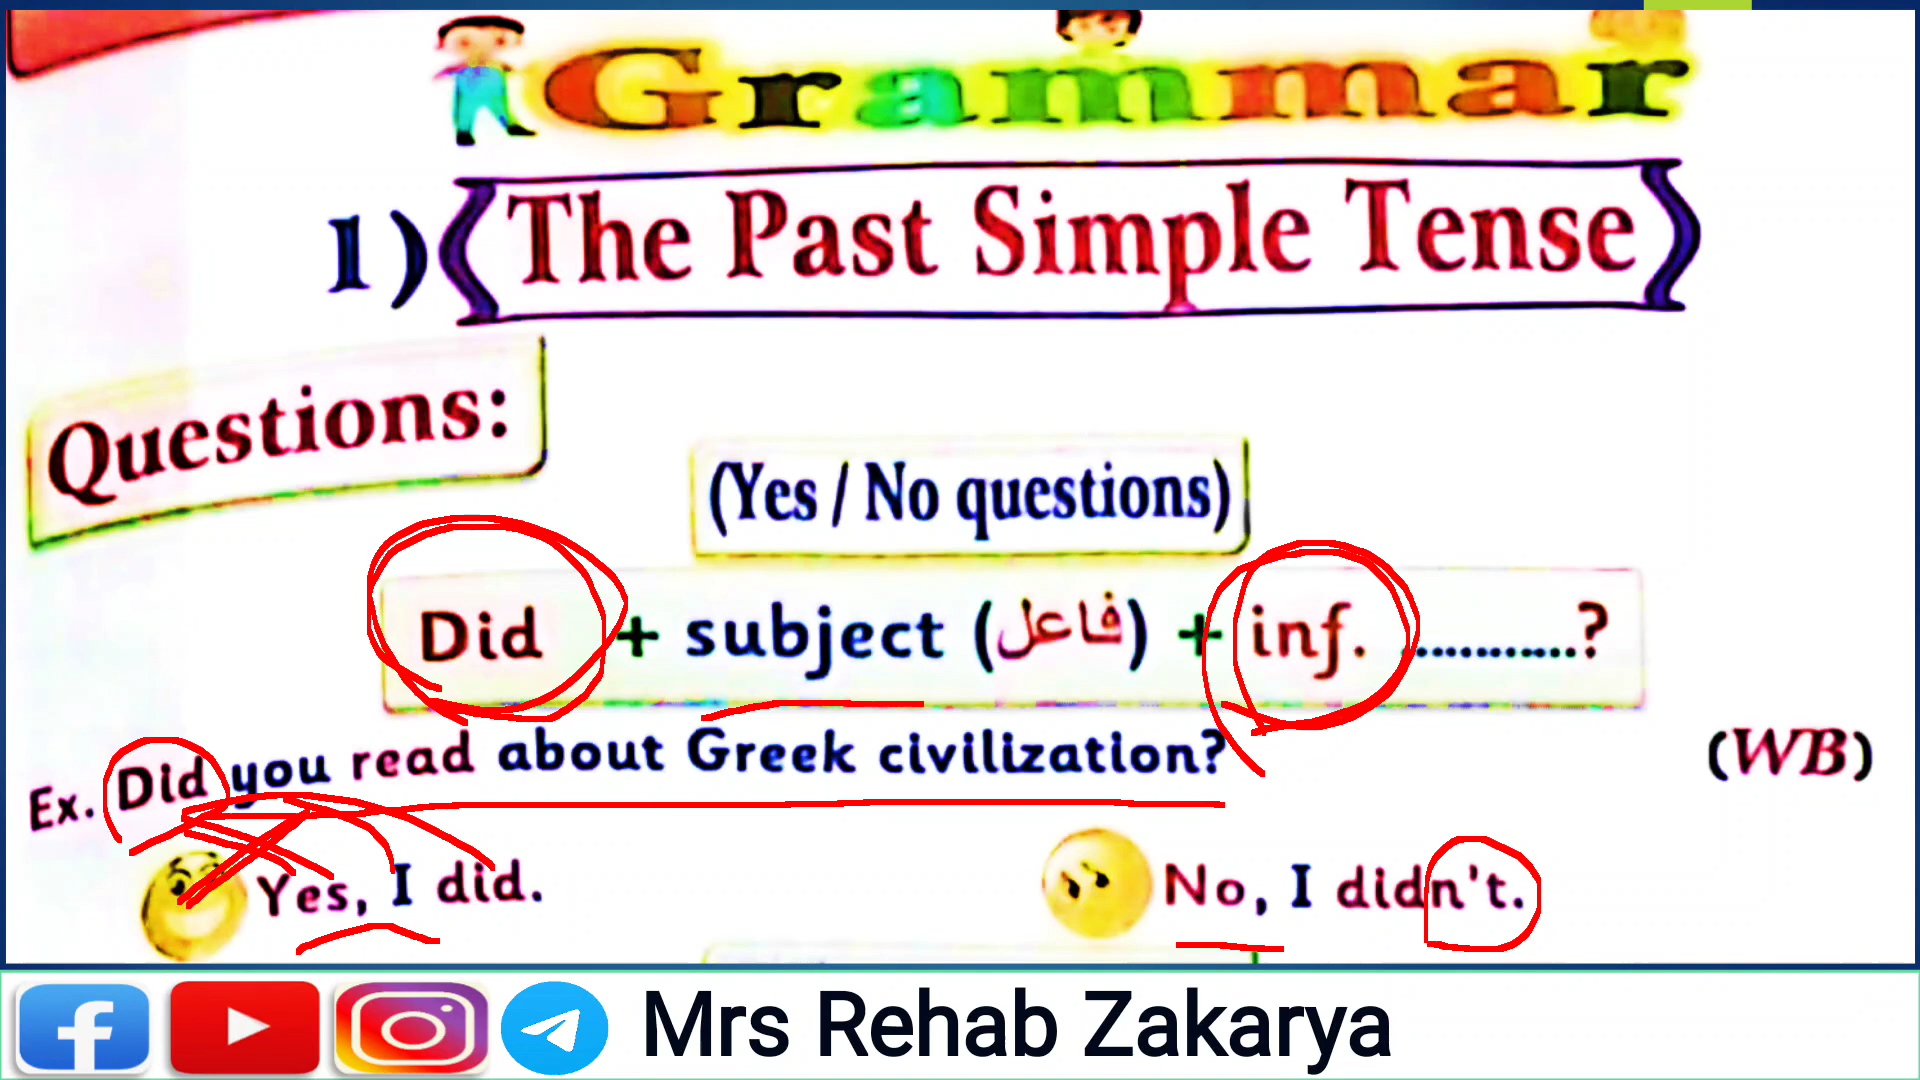 Grammar
1) The Past Simple Tense
Questions:
(Yes / No questions)
Did + subject (فاعل) + inf. ............?
Ex. Did you read about Greek civilization? (WB)
Yes, I did. No, I didn't.
Mrs Rehab Zakarya